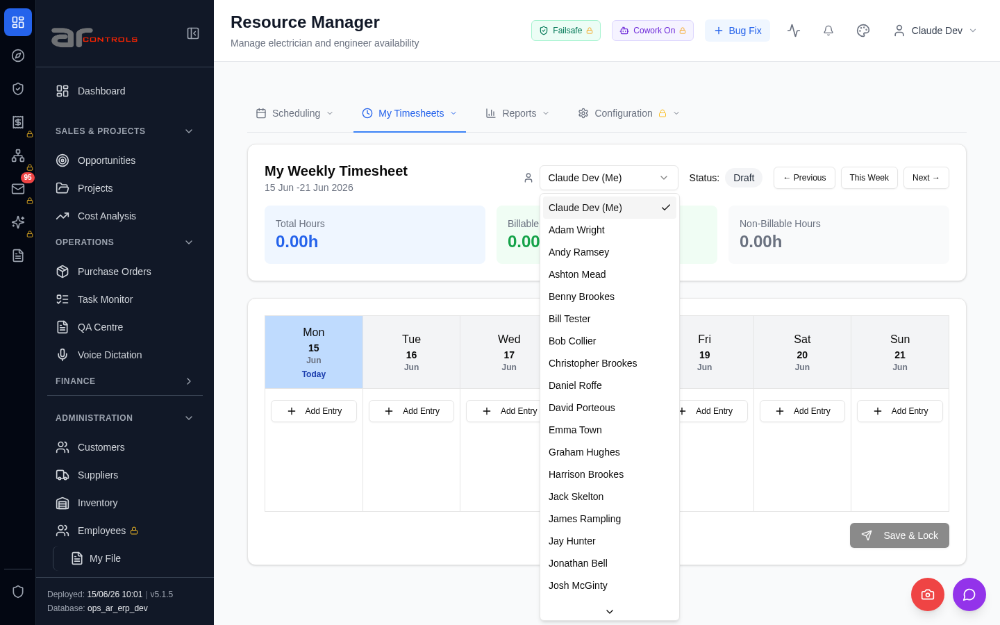 ar CONTROLS
95
Dashboard
SALES & PROJECTS
Opportunities
Projects
Cost Analysis
OPERATIONS
Purchase Orders
Task Monitor
QA Centre
Voice Dictation
FINANCE
ADMINISTRATION
Customers
Suppliers
Inventory
Employees
My File
Deployed: 15/06/26 10:01 | v5.1.5
Database: ops_ar_erp_dev
Resource Manager
Manage electrician and engineer availability
Failsafe
Cowork On
Bug Fix
Claude Dev
Scheduling
My Timesheets
Reports
Configuration
My Weekly Timesheet
15 Jun -21 Jun 2026
Claude Dev (Me)
Status: Draft
← Previous
This Week
Next →
Total Hours
0.00h
Billable
0.00
Non-Billable Hours
0.00h
Claude Dev (Me)
Adam Wright
Andy Ramsey
Ashton Mead
Benny Brookes
Bill Tester
Bob Collier
Christopher Brookes
Daniel Roffe
David Porteous
Emma Town
Graham Hughes
Harrison Brookes
Jack Skelton
James Rampling
Jay Hunter
Jonathan Bell
Josh McGinty
Mon
15
Jun
Today
Tue
16
Jun
Wed
17
Jun
Fri
19
Jun
Sat
20
Jun
Sun
21
Jun
Add Entry
Add Entry
Add Entry
Add Entry
Add Entry
Add Entry
Save & Lock